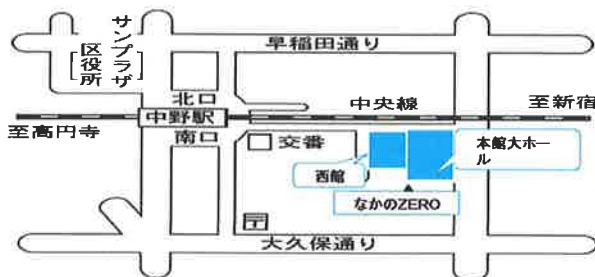 サンプラザ
区役所
早稲田通り
北口
中野駅
南口
中央線
至新宿
至高円寺
交番
西館
本館大ホー
ル
なかのZERO
〒
大久保通り